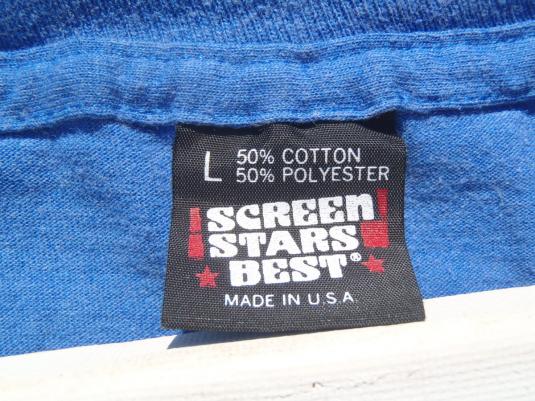 L 50% COTTON
50% POLYESTER
SCREEN
STARS
BEST®
MADE IN U.S.A